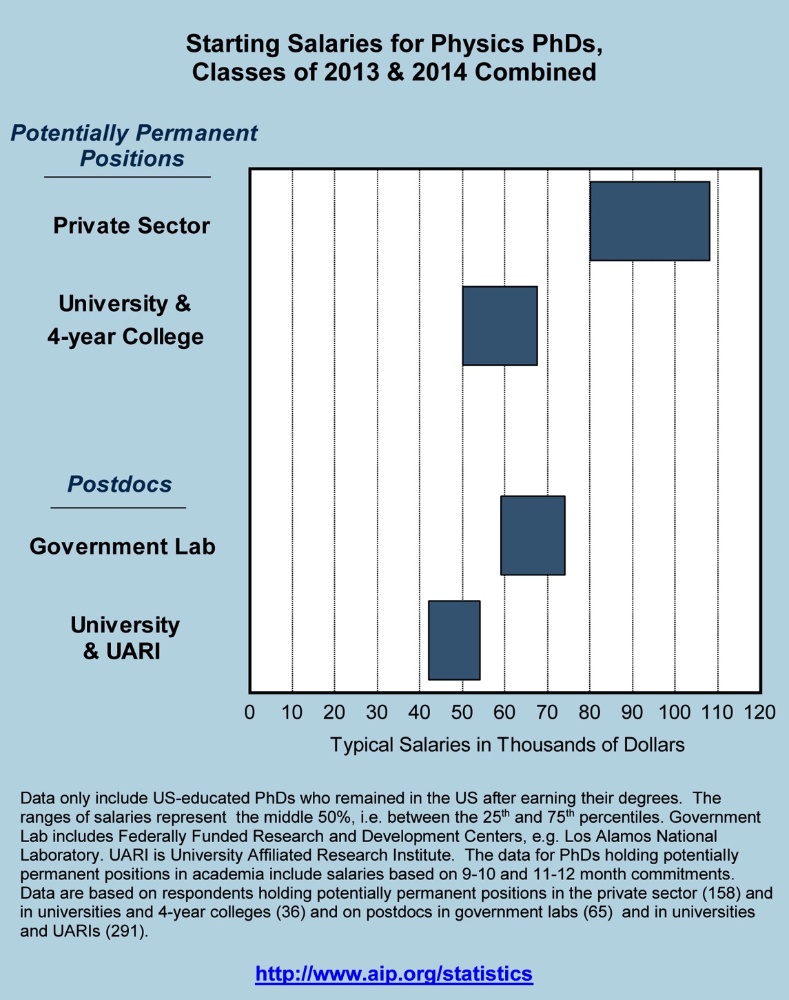 Starting Salaries for Physics PhDs,
Classes of 2013 & 2014 Combined
Potentially Permanent
Positions
Private Sector
University &
4-year College
Postdocs
Government Lab
University
& UARI
0 10 20 30 40 50 60 70 80 90 100 110 120
Typical Salaries in Thousands of Dollars
Data only include US-educated PhDs who remained in the US after earning their degrees. The
ranges of salaries represent the middle 50%, i.e. between the 25th and 75th percentiles. Government
Lab includes Federally Funded Research and Development Centers, e.g. Los Alamos National
Laboratory. UARI is University Affiliated Research Institute. The data for PhDs holding potentially
permanent positions in academia include salaries based on 9-10 and 11-12 month commitments.
Data are based on respondents holding potentially permanent positions in the private sector (158) and
in universities and 4-year colleges (36) and on postdocs in government labs (65) and in universities
and UARIs (291).
http://www.aip.org/statistics